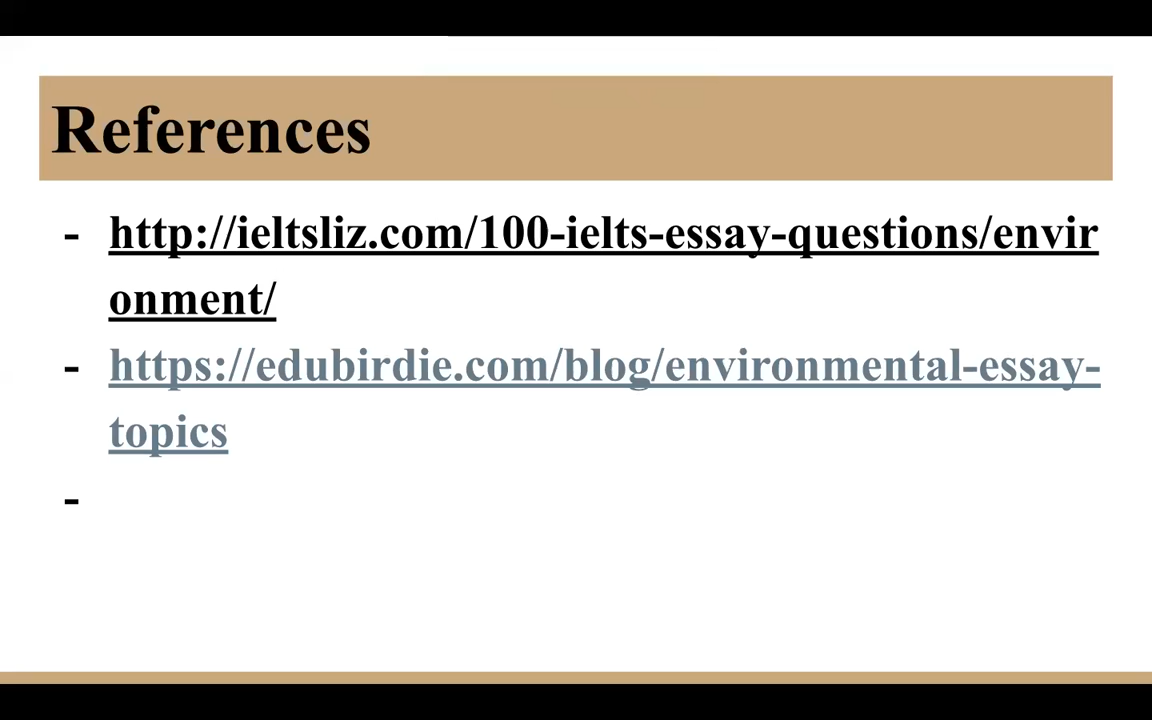 References
- http://ieltsliz.com/100-ielts-essay-questions/envir
onment/
- https://edubirdie.com/blog/environmental-essay-
topics
-